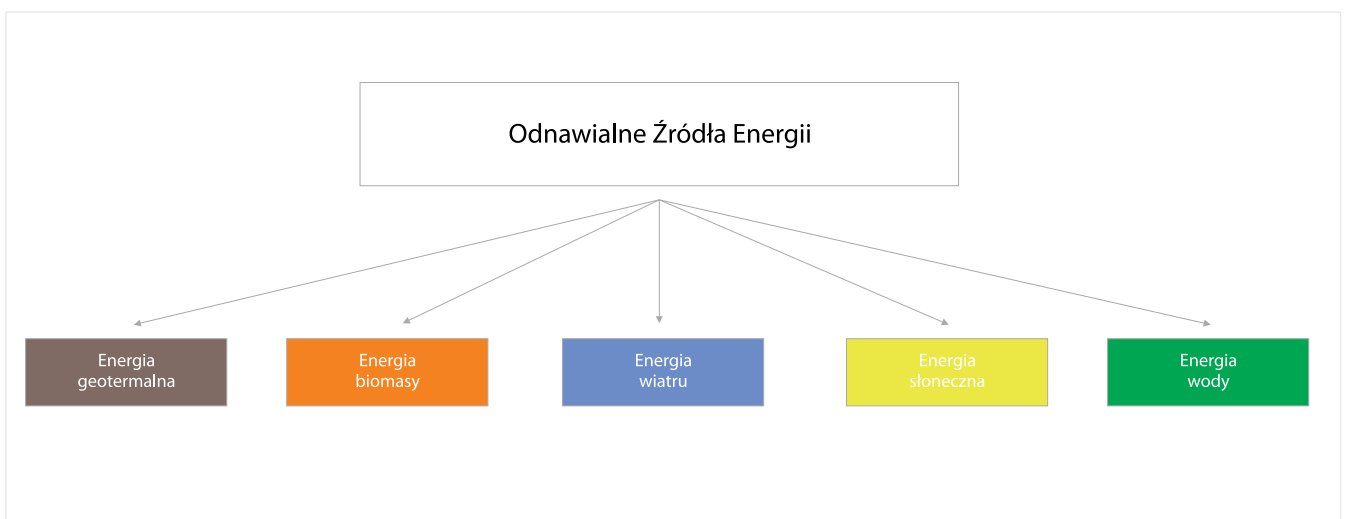 Odnawialne Źródła Energii
Energia
geotermalna
Energia
biomasy
Energia
wiatru
Energia
słoneczna
Energia
wody